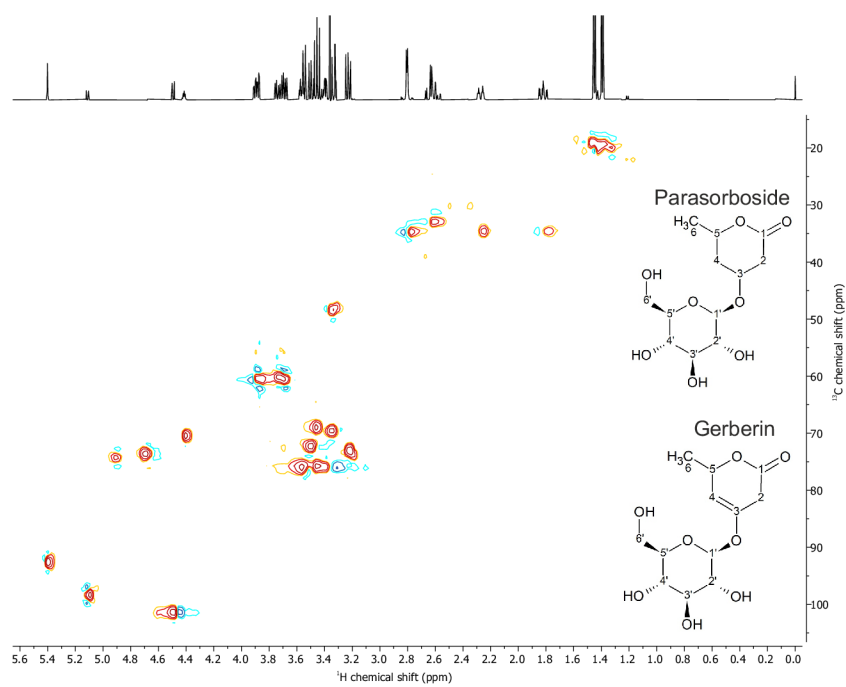 20
30
Parasorboside
H₃C
6
5
O
1
O
4
2
3
40
OH
6'
O
5'
O
1'
50
4'
2'
HO
3'
OH
OH
¹³C chemical shift (ppm)
60
70
Gerberin
H₃C
6
5
O
1
O
80
4
2
3
OH
6'
O
90
5'
O
1'
4'
2'
HO
3'
OH
100
OH
5.6 5.4 5.2 5.0 4.8 4.6 4.4 4.2 4.0 3.8 3.6 3.4 3.2 3.0 2.8 2.6 2.4 2.2 2.0 1.8 1.6 1.4 1.2 1.0 0.8 0.6 0.4 0.2 0.0
¹H chemical shift (ppm)